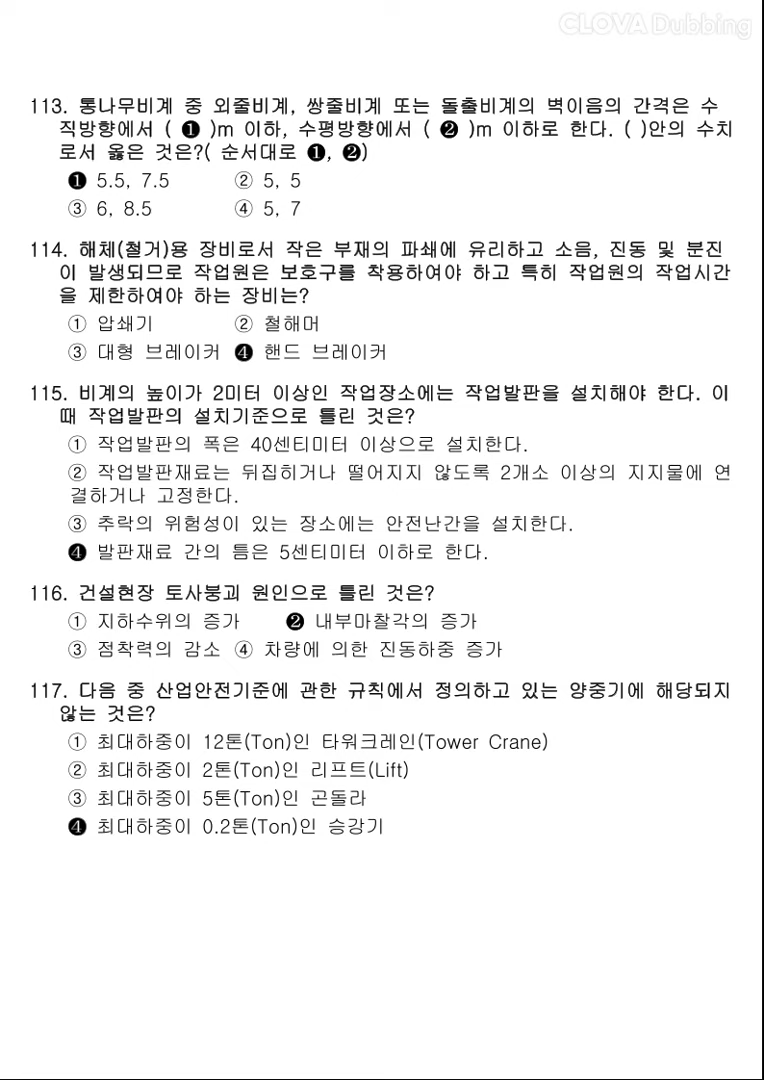 CLOVA Dubbing
113. 통나무비계 중 외줄비계, 쌍줄비계 또는 돌출비계의 벽이음의 간격은 수
직방향에서 ( ❶ )m 이하, 수평방향에서 ( ❷ )m 이하로 한다. ( )안의 수치
로서 옳은 것은?( 순서대로 ❶, ❷)
❶ 5.5, 7.5 ② 5, 5
③ 6, 8.5 ④ 5, 7
114. 해체(철거)용 장비로서 작은 부재의 파쇄에 유리하고 소음, 진동 및 분진
이 발생되므로 작업원은 보호구를 착용하여야 하고 특히 작업원의 작업시간
을 제한하여야 하는 장비는?
① 압쇄기 ② 철해머
③ 대형 브레이커 ❹ 핸드 브레이커
115. 비계의 높이가 2미터 이상인 작업장소에는 작업발판을 설치해야 한다. 이
때 작업발판의 설치기준으로 틀린 것은?
① 작업발판의 폭은 40센티미터 이상으로 설치한다.
② 작업발판재료는 뒤집히거나 떨어지지 않도록 2개소 이상의 지지물에 연
결하거나 고정한다.
③ 추락의 위험성이 있는 장소에는 안전난간을 설치한다.
❹ 발판재료 간의 틈은 5센티미터 이하로 한다.
116. 건설현장 토사붕괴 원인으로 틀린 것은?
① 지하수위의 증가 ❷ 내부마찰각의 증가
③ 점착력의 감소 ④ 차량에 의한 진동하중 증가
117. 다음 중 산업안전기준에 관한 규칙에서 정의하고 있는 양중기에 해당되지
않는 것은?
① 최대하중이 12톤(Ton)인 타워크레인(Tower Crane)
② 최대하중이 2톤(Ton)인 리프트(Lift)
③ 최대하중이 5톤(Ton)인 곤돌라
❹ 최대하중이 0.2톤(Ton)인 승강기